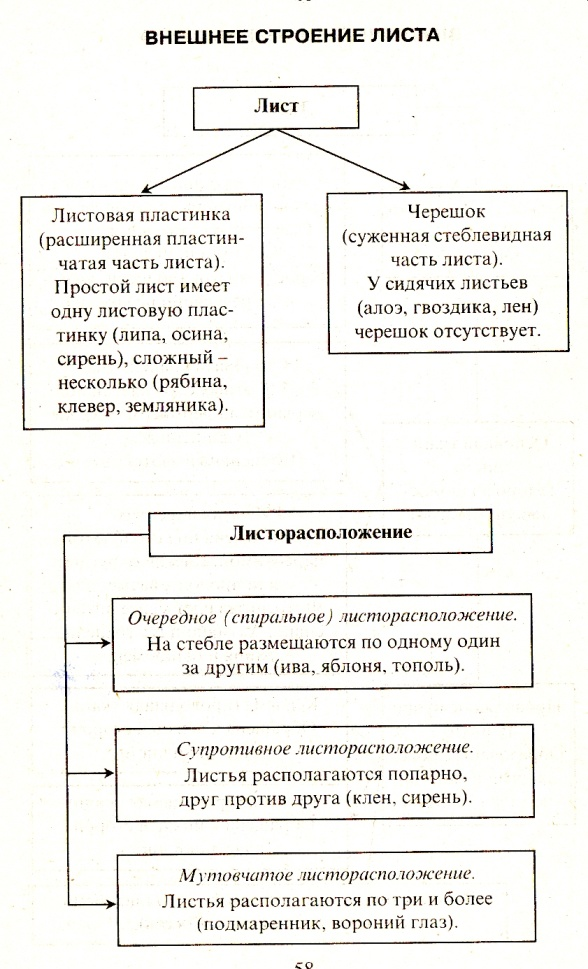 ВНЕШНЕЕ СТРОЕНИЕ ЛИСТА
Лист
Листовая пластинка
(расширенная пластин-
чатая часть листа).
Простой лист имеет
одну листовую плас-
тинку (липа, осина,
сирень), сложный –
несколько (рябина,
клевер, земляника).
Черешок
(суженная стеблевидная
часть листа).
У сидячих листьев
(алоэ, гвоздика, лен)
черешок отсутствует.
Листорасположение
Очередное (спиральное) листорасположение.
На стебле размещаются по одному один
за другим (ива, яблоня, тополь).
Супротивное листорасположение.
Листья располагаются попарно,
друг против друга (клен, сирень).
Мутовчатое листорасположение.
Листья располагаются по три и более
(подмаренник, вороний глаз).
58